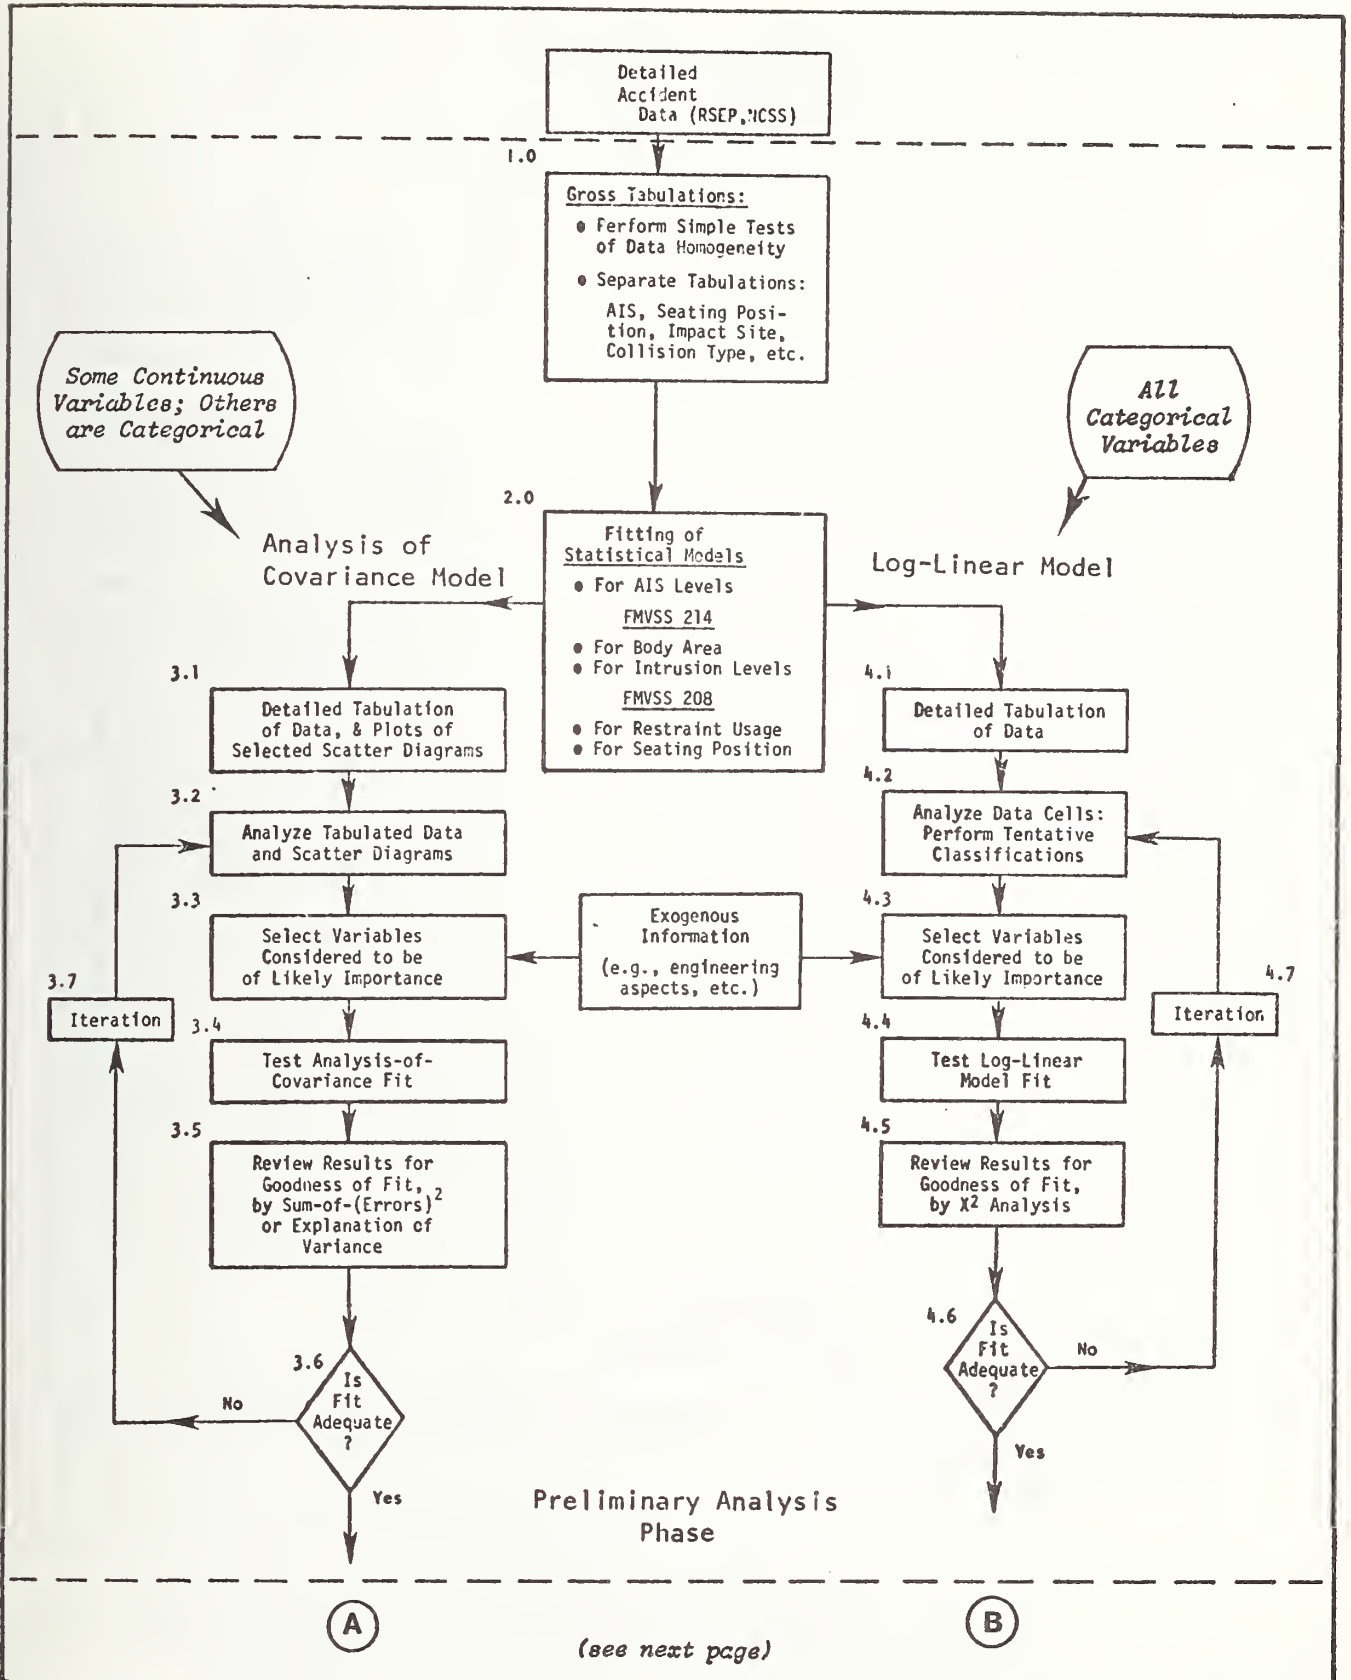 Detailed
Accident
Data (RSEP, NCSS)
1.0
Gross Tabulations:
• Perform Simple Tests
of Data Homogeneity
• Separate Tabulations:
AIS, Seating Posi-
tion, Impact Site,
Collision Type, etc.
Some Continuous
Variables; Others
are Categorical
All
Categorical
Variables
2.0
Fitting of
Statistical Models
• For AIS Levels
FMVSS 214
• For Body Area
• For Intrusion Levels
FMVSS 208
• For Restraint Usage
• For Seating Position
Analysis of
Covariance Model
Log-Linear Model
3.1
Detailed Tabulation
of Data, & Plots of
Selected Scatter Diagrams
3.2
Analyze Tabulated Data
and Scatter Diagrams
3.3
Select Variables
Considered to be
of Likely Importance
3.7
Iteration
3.4
Test Analysis-of-
Covariance Fit
3.5
Review Results for
Goodness of Fit,
by Sum-of-(Errors)²
or Explanation of
Variance
3.6
Is
Fit
Adequate
?
No
Yes
Exogenous
Information
(e.g., engineering
aspects, etc.)
4.1
Detailed Tabulation
of Data
4.2
Analyze Data Cells:
Perform Tentative
Classifications
4.3
Select Variables
Considered to be
of Likely Importance
4.7
Iteration
4.4
Test Log-Linear
Model Fit
4.5
Review Results for
Goodness of Fit,
by X² Analysis
4.6
Is
Fit
Adequate
?
No
Yes
Preliminary Analysis
Phase
A
B
(see next page)